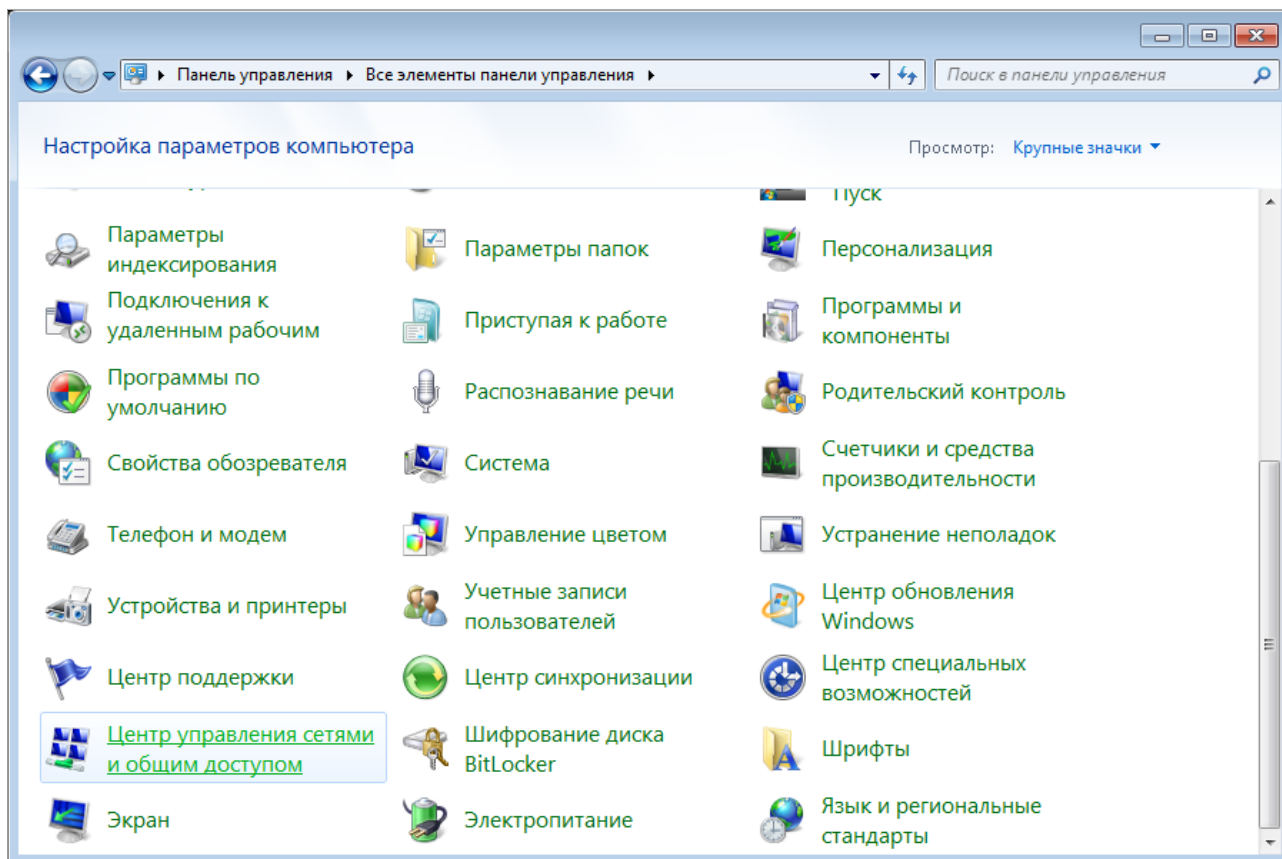 Панель управления ▸ Все элементы панели управления ▸
Поиск в панели управления
Настройка параметров компьютера
Просмотр: Крупные значки
Пуск
Параметры
индексирования
Параметры папок
Персонализация
Подключения к
удаленным рабочим
Приступая к работе
Программы и
компоненты
Программы по
умолчанию
Распознавание речи
Родительский контроль
Свойства обозревателя
Система
Счетчики и средства
производительности
Телефон и модем
Управление цветом
Устранение неполадок
Устройства и принтеры
Учетные записи
пользователей
Центр обновления
Windows
Центр поддержки
Центр синхронизации
Центр специальных
возможностей
Центр управления сетями
и общим доступом
Шифрование диска
BitLocker
Шрифты
Экран
Электропитание
Язык и региональные
стандарты